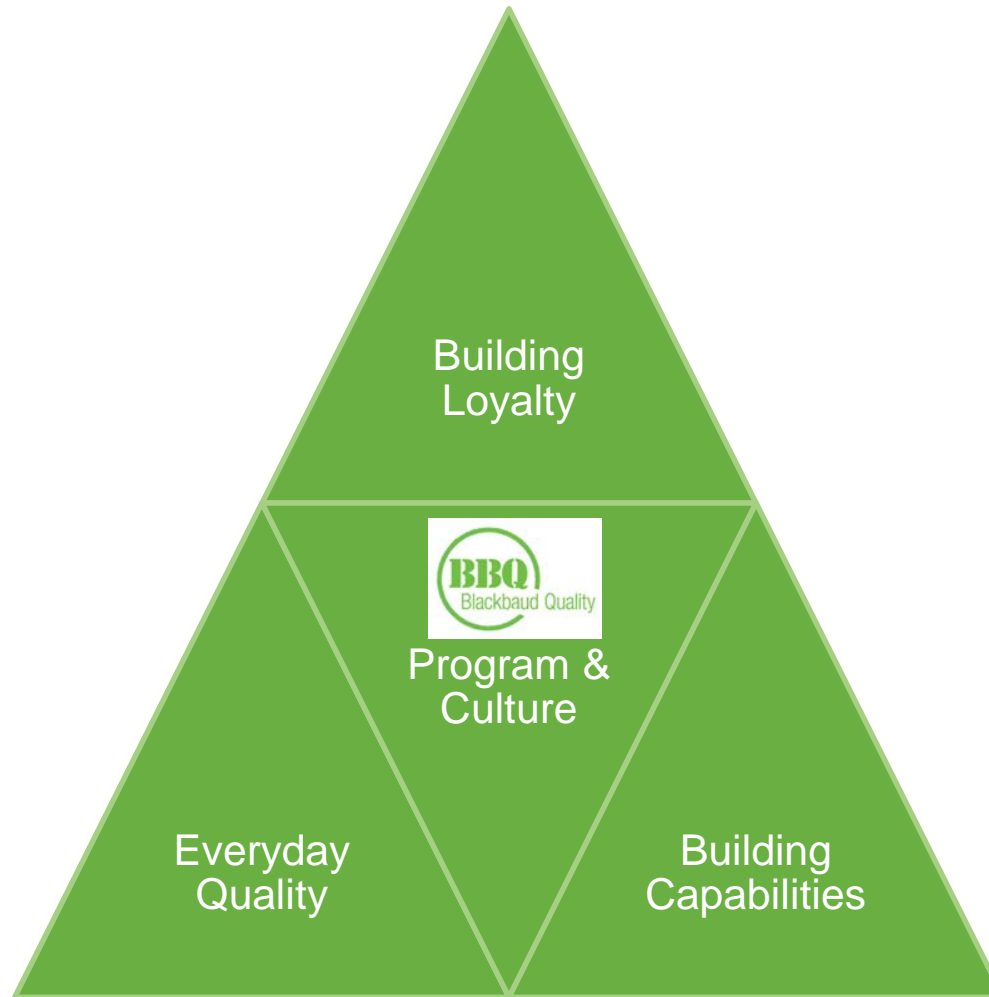 Building
Loyalty
BBQ
Blackbaud Quality
Program &
Culture
Everyday
Quality
Building
Capabilities